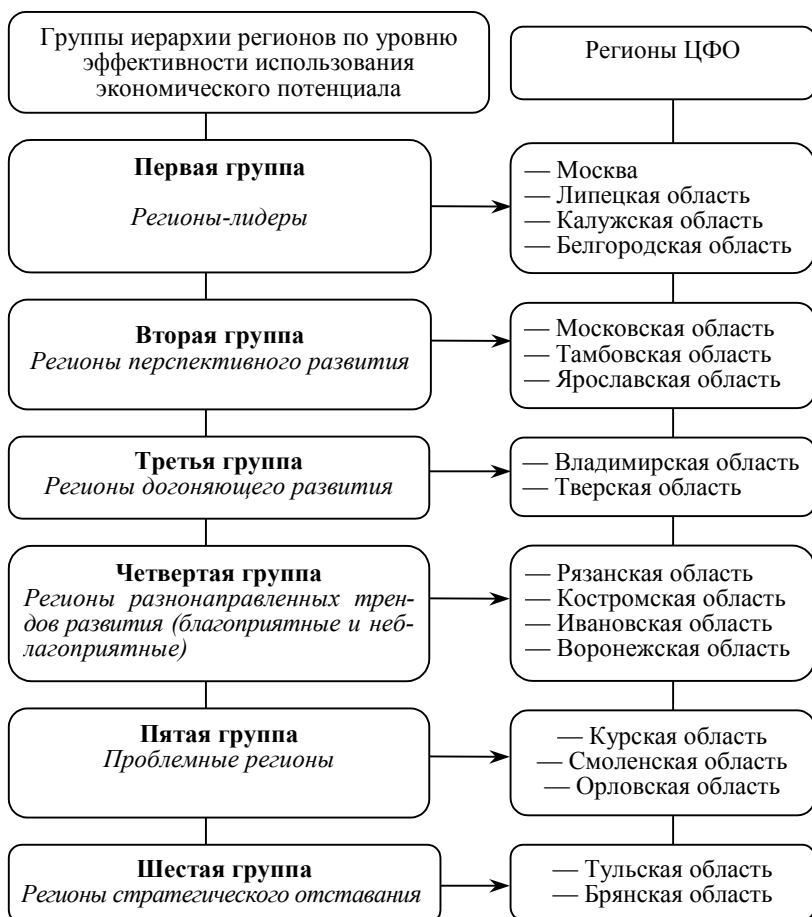 Группы иерархии регионов по уровню
эффективности использования
экономического потенциала
Регионы ЦФО
Первая группа
Регионы-лидеры
— Москва
— Липецкая область
— Калужская область
— Белгородская область
Вторая группа
Регионы перспективного развития
— Московская область
— Тамбовская область
— Ярославская область
Третья группа
Регионы догоняющего развития
— Владимирская область
— Тверская область
Четвертая группа
Регионы разнонаправленных трен-
дов развития (благоприятные и неб-
лагоприятные)
— Рязанская область
— Костромская область
— Ивановская область
— Воронежская область
Пятая группа
Проблемные регионы
— Курская область
— Смоленская область
— Орловская область
Шестая группа
Регионы стратегического отставания
— Тульская область
— Брянская область